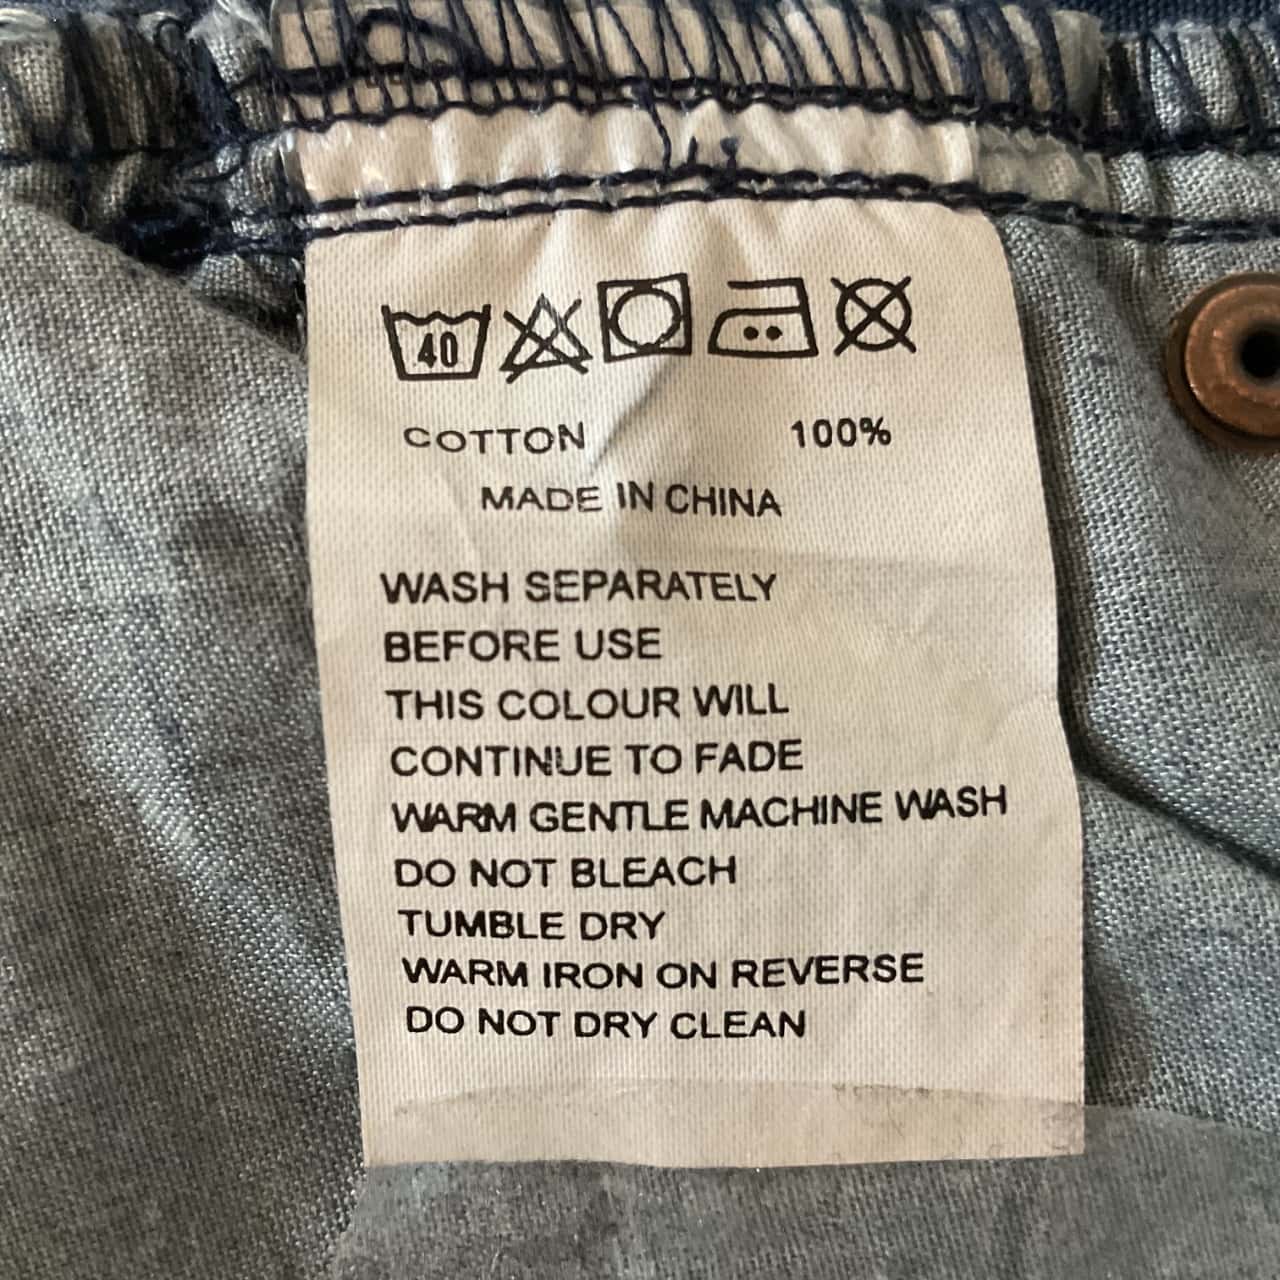 40
COTTON 100%
MADE IN CHINA
WASH SEPARATELY
BEFORE USE
THIS COLOUR WILL
CONTINUE TO FADE
WARM GENTLE MACHINE WASH
DO NOT BLEACH
TUMBLE DRY
WARM IRON ON REVERSE
DO NOT DRY CLEAN